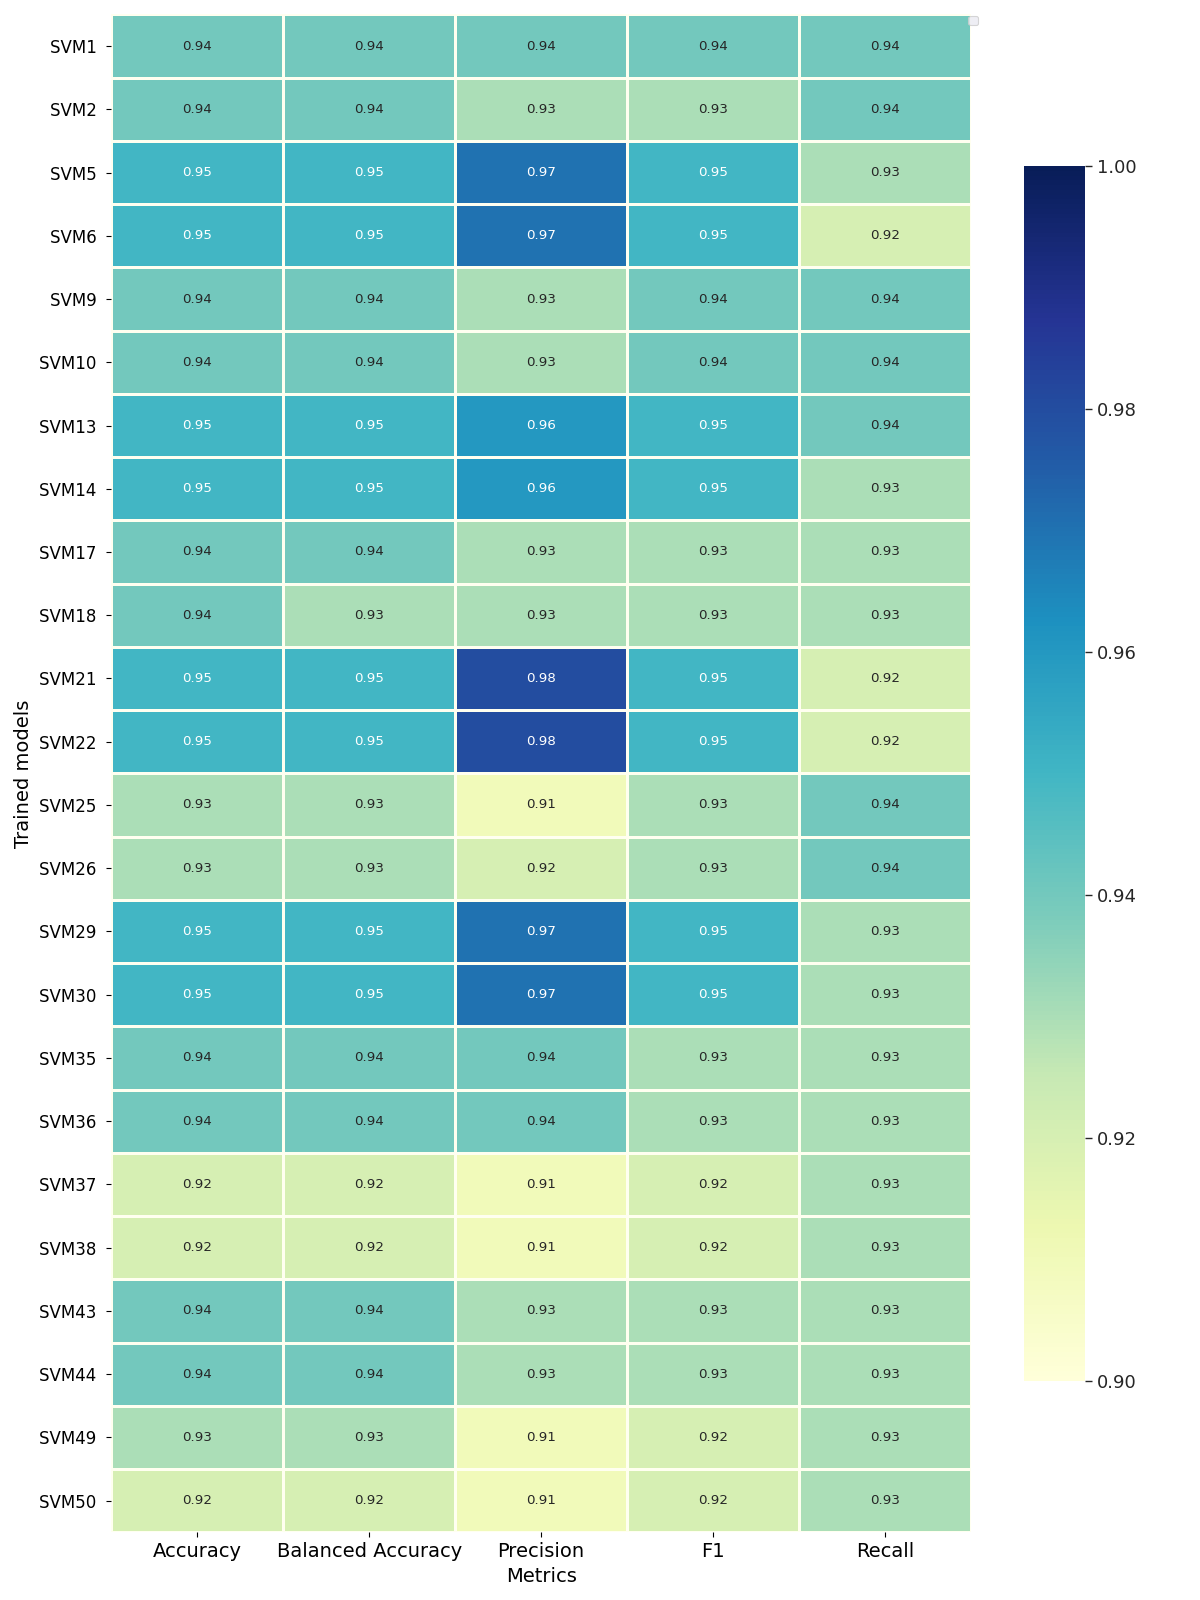 SVM1 0.94 0.94 0.94 0.94 0.94
SVM2 0.94 0.94 0.93 0.93 0.94
SVM5 0.95 0.95 0.97 0.95 0.93
1.00
SVM6 0.95 0.95 0.97 0.95 0.92
SVM9 0.94 0.94 0.93 0.94 0.94
SVM10 0.94 0.94 0.93 0.94 0.94
0.98
SVM13 0.95 0.95 0.96 0.95 0.94
SVM14 0.95 0.95 0.96 0.95 0.93
SVM17 0.94 0.94 0.93 0.93 0.93
SVM18 0.94 0.93 0.93 0.93 0.93
0.96
SVM21 0.95 0.95 0.98 0.95 0.92
SVM22 0.95 0.95 0.98 0.95 0.92
Trained models
SVM25 0.93 0.93 0.91 0.93 0.94
SVM26 0.93 0.93 0.92 0.93 0.94
0.94
SVM29 0.95 0.95 0.97 0.95 0.93
SVM30 0.95 0.95 0.97 0.95 0.93
SVM35 0.94 0.94 0.94 0.93 0.93
SVM36 0.94 0.94 0.94 0.93 0.93
0.92
SVM37 0.92 0.92 0.91 0.92 0.93
SVM38 0.92 0.92 0.91 0.92 0.93
SVM43 0.94 0.94 0.93 0.93 0.93
SVM44 0.94 0.94 0.93 0.93 0.93
0.90
SVM49 0.93 0.93 0.91 0.92 0.93
SVM50 0.92 0.92 0.91 0.92 0.93
Accuracy Balanced Accuracy Precision F1 Recall
Metrics